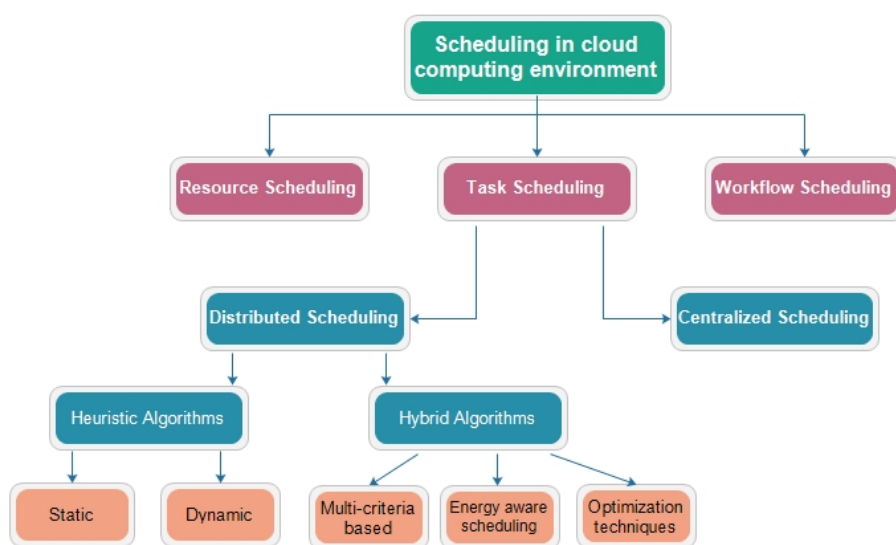 Scheduling in cloud
computing environment
Resource Scheduling
Task Scheduling
Workflow Scheduling
Distributed Scheduling
Centralized Scheduling
Heuristic Algorithms
Hybrid Algorithms
Static
Dynamic
Multi-criteria
based
Energy aware
scheduling
Optimization
techniques